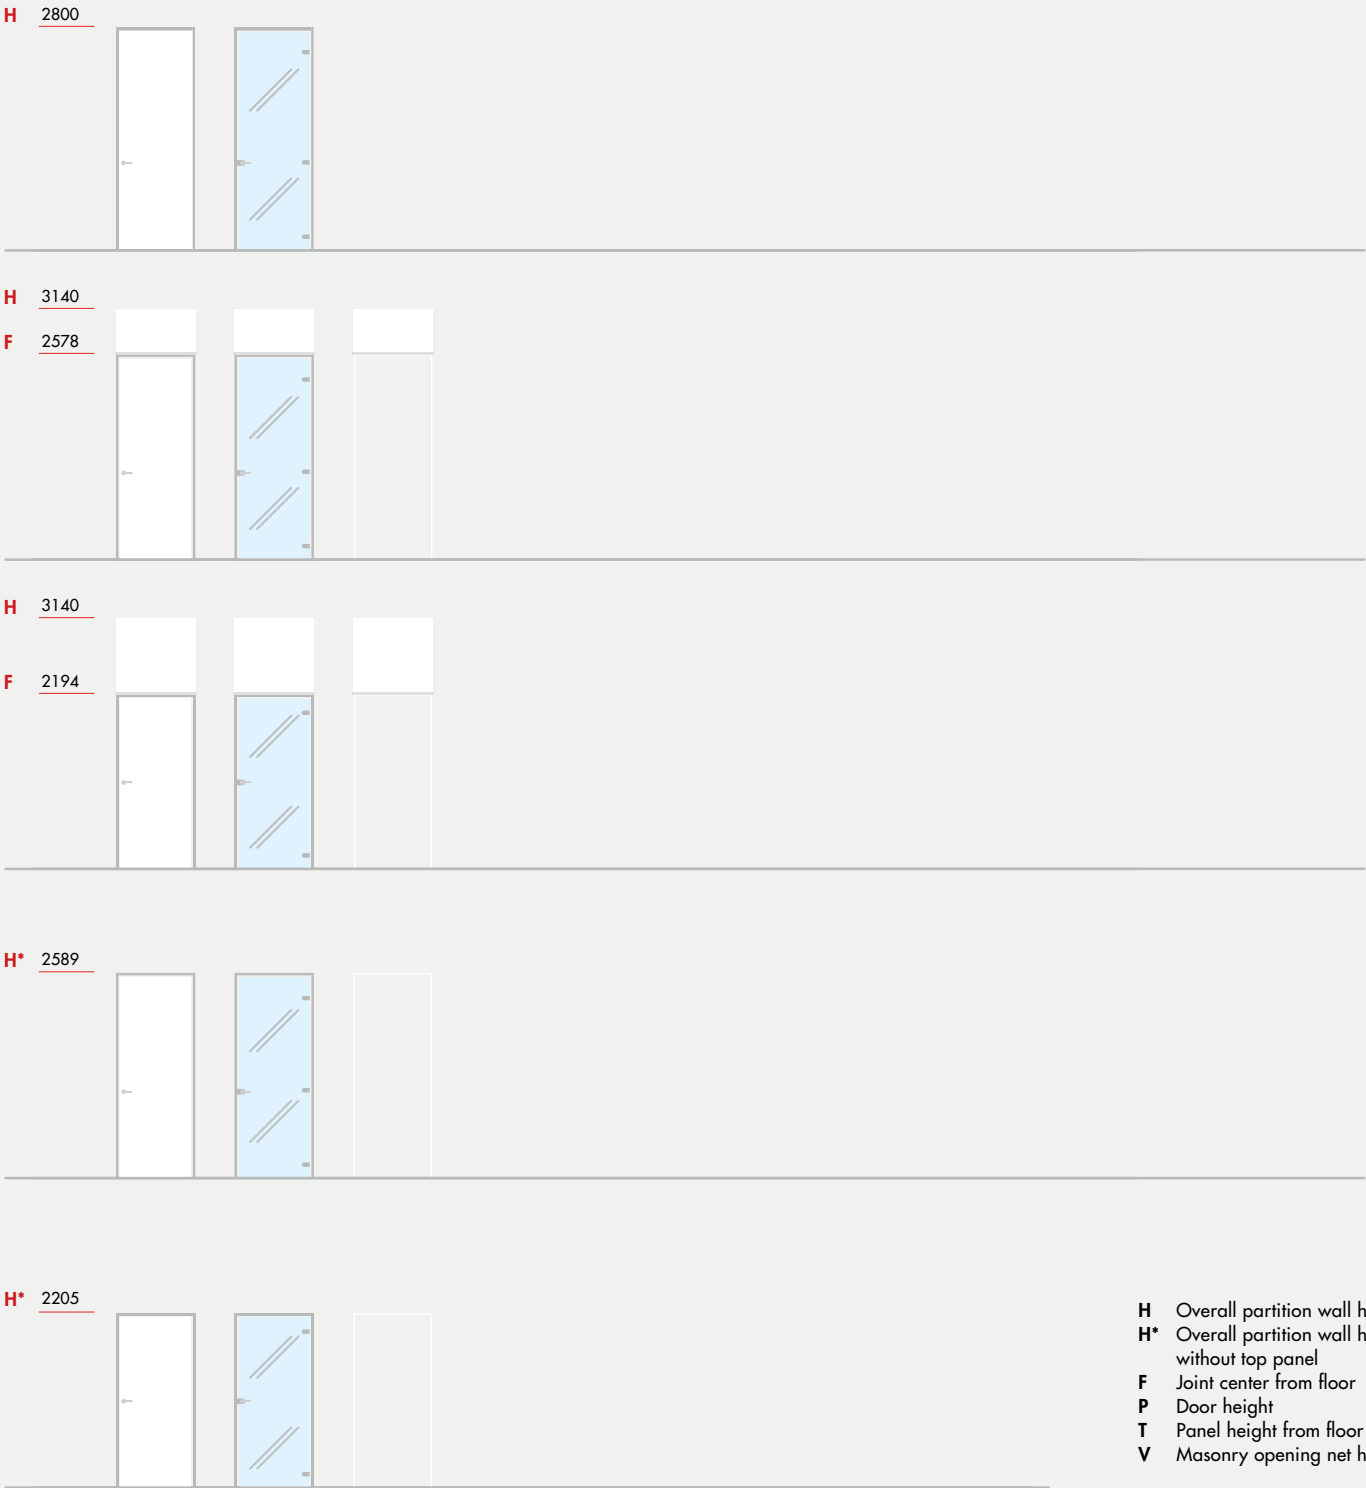 H 2800
H 3140
F 2578
H 3140
F 2194
H* 2589
H* 2205
H Overall partition wall h
H* Overall partition wall h
without top panel
F Joint center from floor
P Door height
T Panel height from floor
V Masonry opening net h